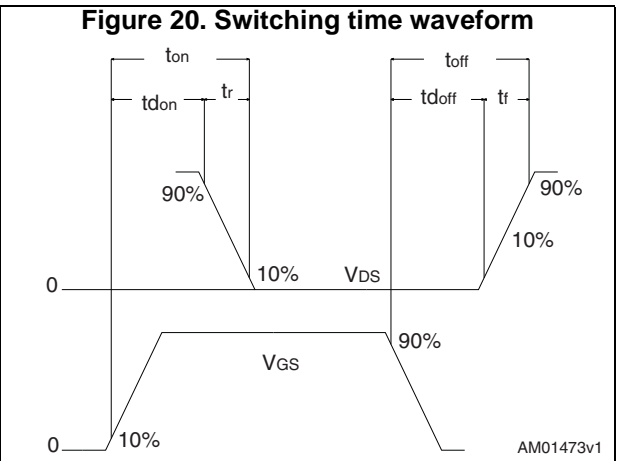 Figure 20. Switching time waveform
ton toff
tdon tr tdoff tf
90% 90%
10%
0 10% VDS
90%
VGS
0 10% AM01473v1